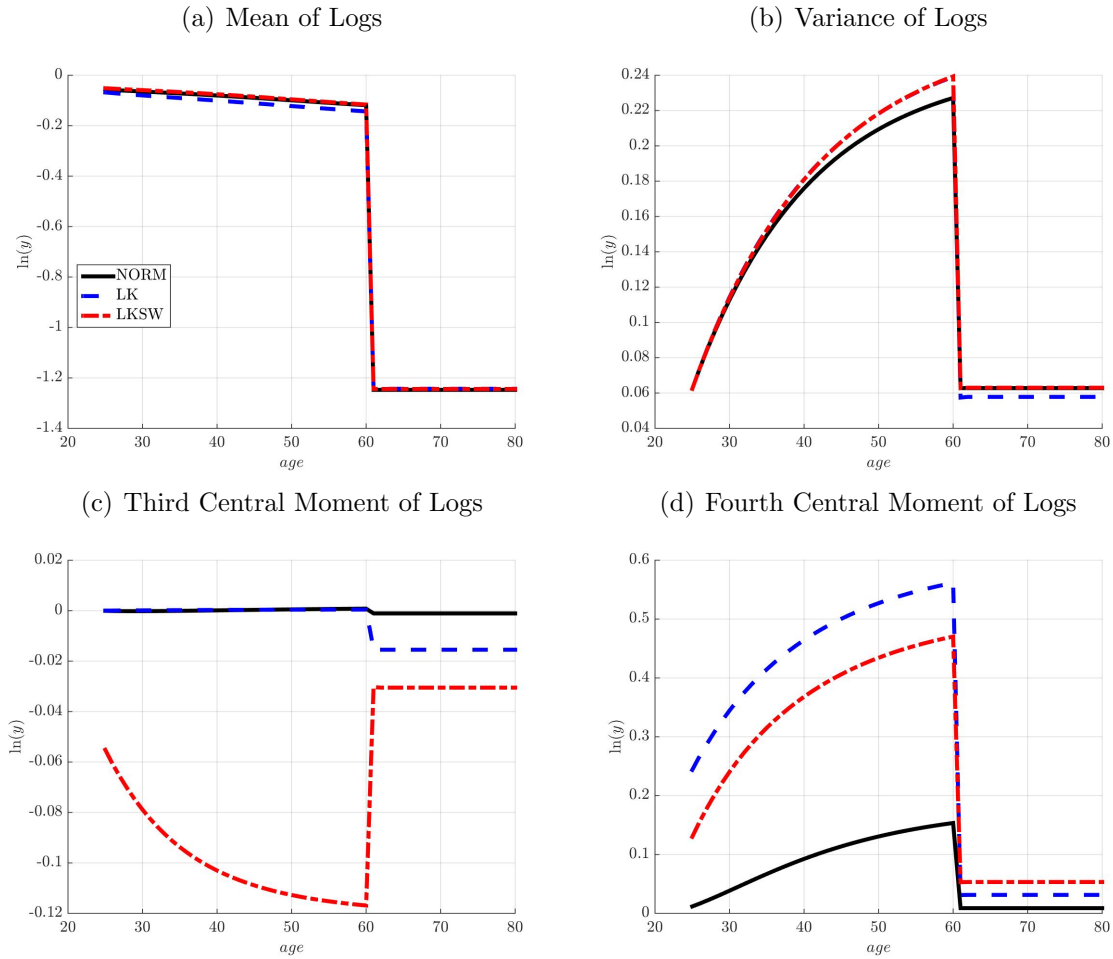 (a) Mean of Logs
0
-0.2
-0.4
-0.6
-0.8
-1
-1.2
-1.4
ln(y)
NORM
LK
LKSW
20 30 40 50 60 70 80
age
(b) Variance of Logs
0.24
0.22
0.2
0.18
0.16
0.14
0.12
0.1
0.08
0.06
0.04
ln(y)
20 30 40 50 60 70 80
age
(c) Third Central Moment of Logs
0.02
0
-0.02
-0.04
-0.06
-0.08
-0.1
-0.12
ln(y)
20 30 40 50 60 70 80
age
(d) Fourth Central Moment of Logs
0.6
0.5
0.4
0.3
0.2
0.1
0
ln(y)
20 30 40 50 60 70 80
age